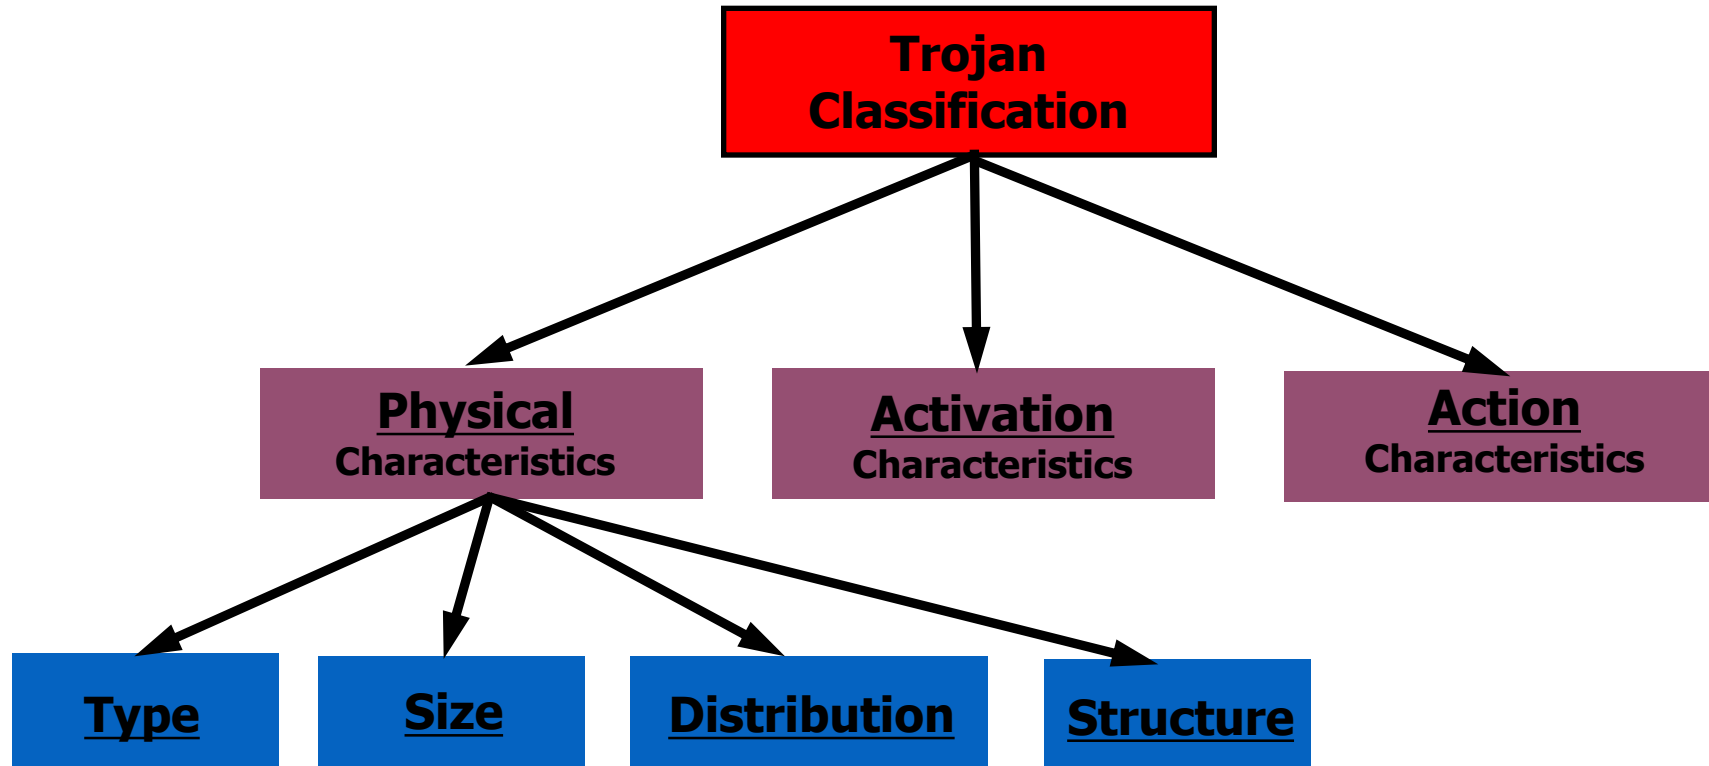 Trojan
Classification
Physical
Characteristics
Activation
Characteristics
Action
Characteristics
Type
Size
Distribution
Structure